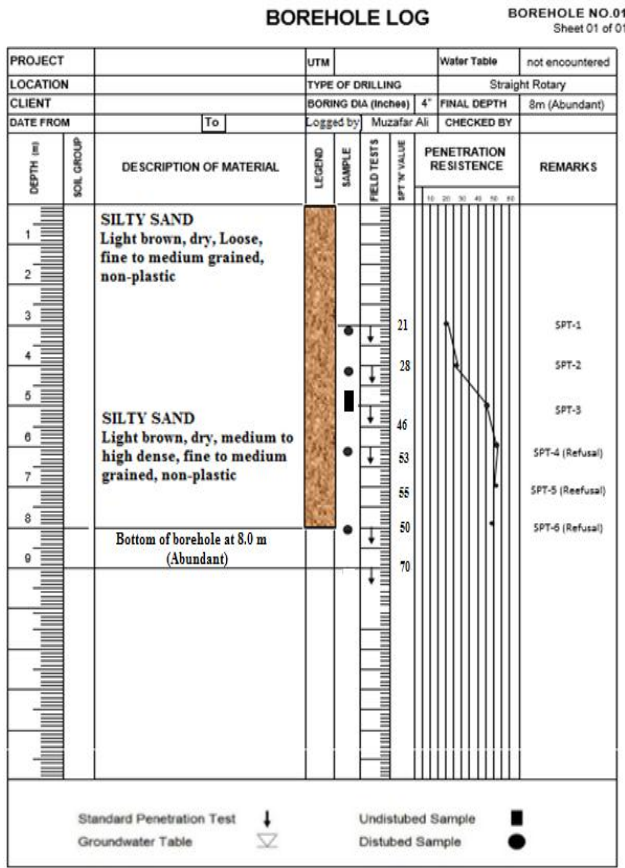 BOREHOLE LOG
BOREHOLE NO.01
Sheet 01 of 01
PROJECT UTM Water Table not encountered
LOCATION TYPE OF DRILLING Straight Rotary
CLIENT BORING DIA (Inches) 4" FINAL DEPTH 8m (Abundant)
DATE FROM To Logged by Muzafar Ali CHECKED BY
DEPTH (m) SOIL GROUP DESCRIPTION OF MATERIAL LEGEND SAMPLE FIELD TESTS SPT 'N' VALUE PENETRATION RESISTENCE REMARKS
10 20 30 40 50 60
SILTY SAND
1 Light brown, dry, Loose,
fine to medium grained,
2 non-plastic
3 21 SPT-1
4 28 SPT-2
5 SPT-3
SILTY SAND 46
6 Light brown, dry, medium to
high dense, fine to medium 53 SPT-4 (Refusal)
7 grained, non-plastic
55 SPT-5 (Reefusal)
8 50 SPT-6 (Refusal)
Bottom of borehole at 8.0 m
9 (Abundant)
70
Standard Penetration Test Undistubed Sample
Groundwater Table Distubed Sample